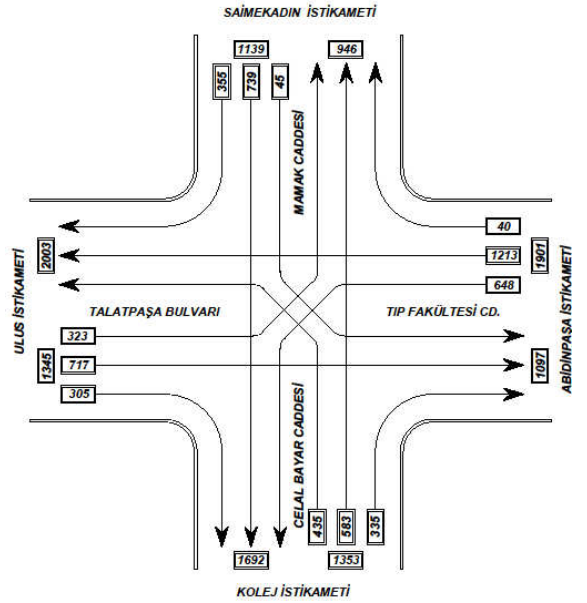 SAİMEKADIN İSTİKAMETİ
1139
946
355
739
45
MAMAK CADDESİ
40
1213
648
1901
ABİDİNPAŞA İSTİKAMETİ
ULUS İSTİKAMETİ
2003
TALATPAŞA BULVARI
TIP FAKÜLTESİ CD.
323
717
305
1345
1097
CELAL BAYAR CADDESİ
435
583
335
1692
1353
KOLEJ İSTİKAMETİ